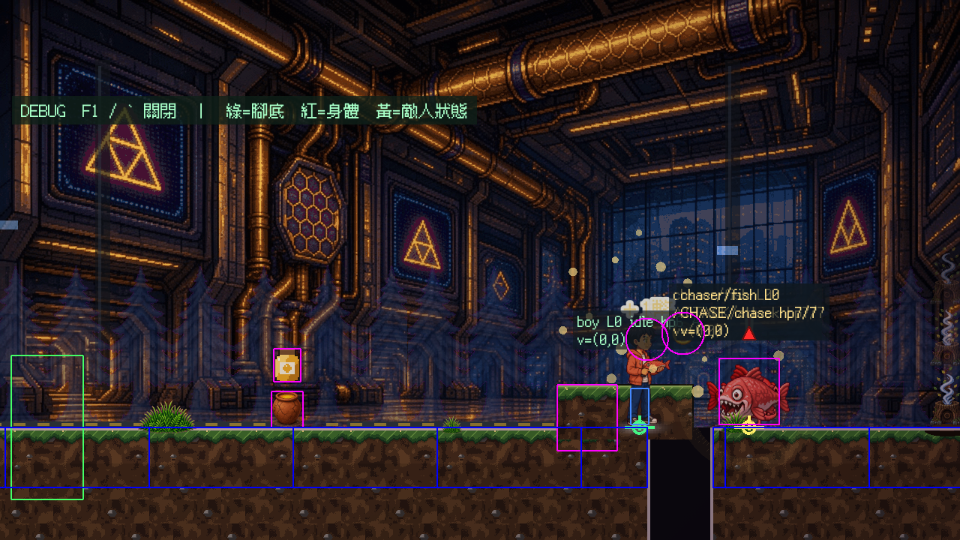 DEBUG F1 / ` 關閉 | 綠=腳底 紅=身體 黃=敵人狀態
chaser/fish L0
CHASE/chase hp7/7
v=(0,0)
boy L0 idle hp
v=(0,0)